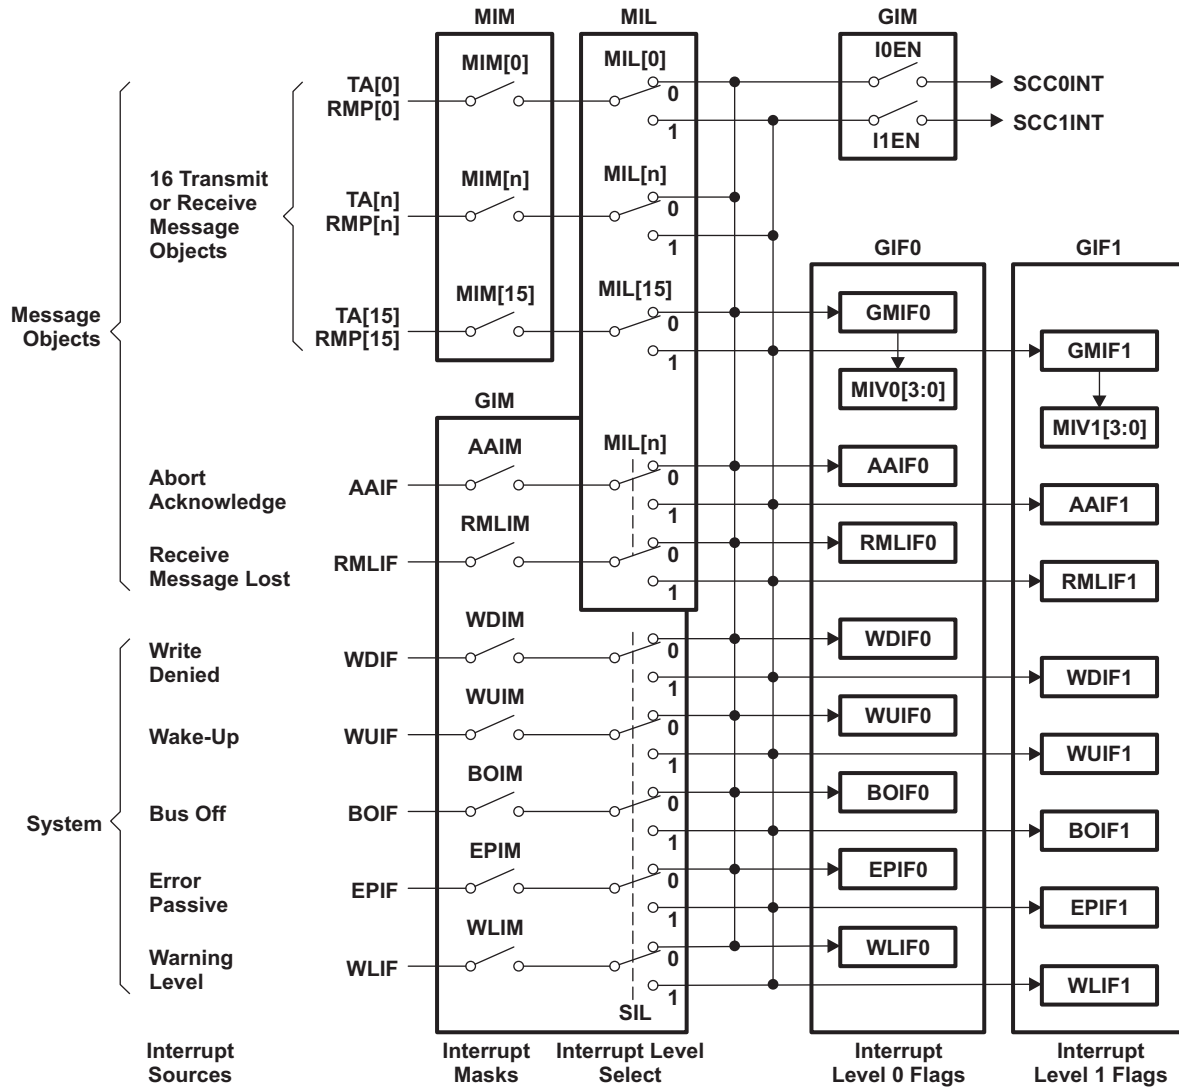 MIM
MIL
GIM
MIM[0]
MIL[0]
I0EN
TA[0]
RMP[0]
0
1
SCC0INT
SCC1INT
I1EN
16 Transmit
or Receive
Message
Objects
TA[n]
RMP[n]
MIM[n]
MIL[n]
0
1
GIF0
GIF1
Message
Objects
TA[15]
RMP[15]
MIM[15]
MIL[15]
0
1
GMIF0
GMIF1
MIV0[3:0]
MIV1[3:0]
GIM
Abort
Acknowledge
AAIF
AAIM
MIL[n]
0
1
AAIF0
AAIF1
Receive
Message Lost
RMLIF
RMLIM
0
1
RMLIF0
RMLIF1
System
Write
Denied
WDIF
WDIM
0
1
WDIF0
WDIF1
Wake-Up
WUIF
WUIM
0
1
WUIF0
WUIF1
Bus Off
BOIF
BOIM
0
1
BOIF0
BOIF1
Error
Passive
EPIF
EPIM
0
1
EPIF0
EPIF1
Warning
Level
WLIF
WLIM
0
1
WLIF0
WLIF1
SIL
Interrupt
Sources
Interrupt
Masks
Interrupt Level
Select
Interrupt
Level 0 Flags
Interrupt
Level 1 Flags